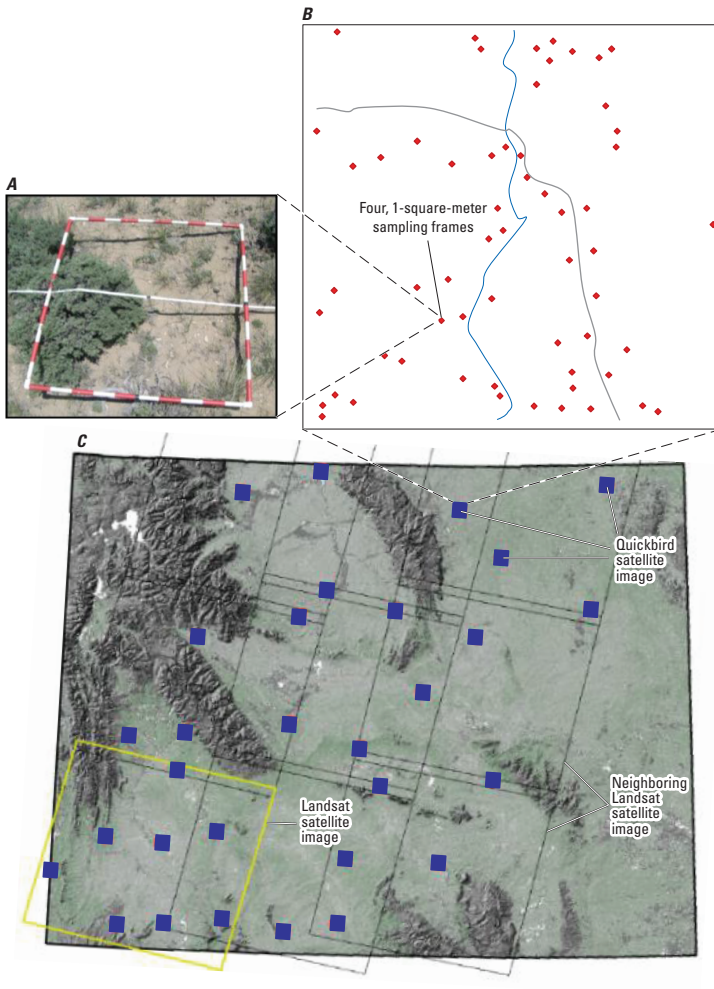 B
A
Four, 1-square-meter
sampling frames
C
Quickbird
satellite
image
Neighboring
Landsat
satellite
image
Landsat
satellite
image